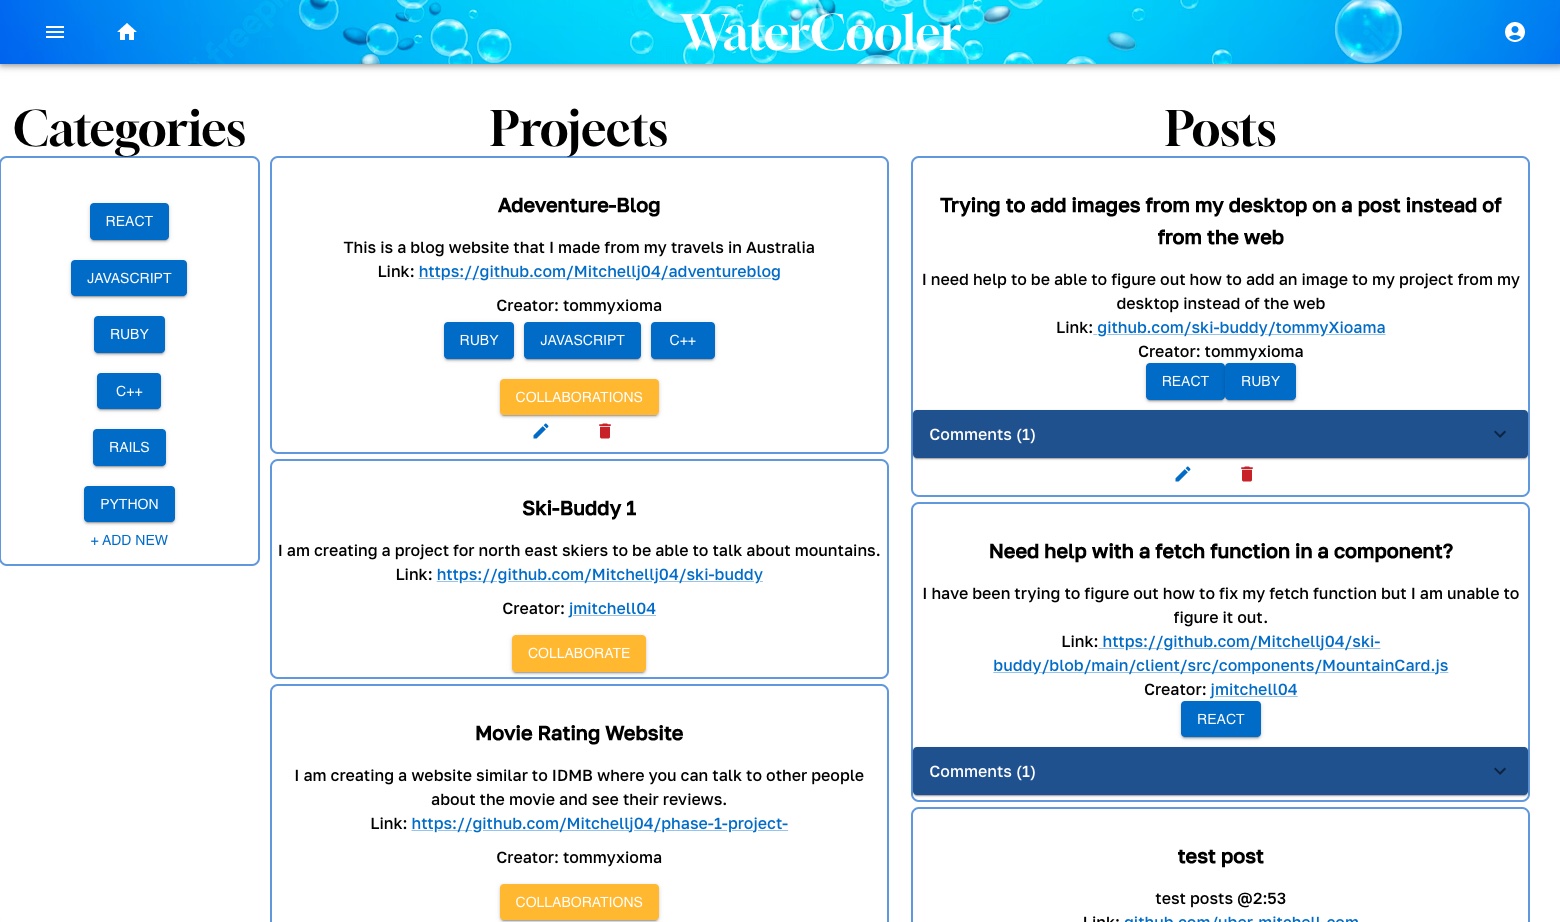 WaterCooler
Categories
REACT
JAVASCRIPT
RUBY
C++
RAILS
PYTHON
+ ADD NEW
Projects
Adeventure-Blog
This is a blog website that I made from my travels in Australia
Link: https://github.com/Mitchellj04/adventureblog
Creator: tommyxioma
RUBY JAVASCRIPT C++
COLLABORATIONS
Ski-Buddy 1
I am creating a project for north east skiers to be able to talk about mountains.
Link: https://github.com/Mitchellj04/ski-buddy
Creator: jmitchell04
COLLABORATE
Movie Rating Website
I am creating a website similar to IDMB where you can talk to other people
about the movie and see their reviews.
Link: https://github.com/Mitchellj04/phase-1-project-
Creator: tommyxioma
COLLABORATIONS
Posts
Trying to add images from my desktop on a post instead of
from the web
I need help to be able to figure out how to add an image to my project from my
desktop instead of the web
Link: github.com/ski-buddy/tommyXioama
Creator: tommyxioma
REACT RUBY
Comments (1)
Need help with a fetch function in a component?
I have been trying to figure out how to fix my fetch function but I am unable to
figure it out.
Link: https://github.com/Mitchellj04/ski-
buddy/blob/main/client/src/components/MountainCard.js
Creator: jmitchell04
REACT
Comments (1)
test post
test posts @2:53
Link: github.com/uber-mitchell.com